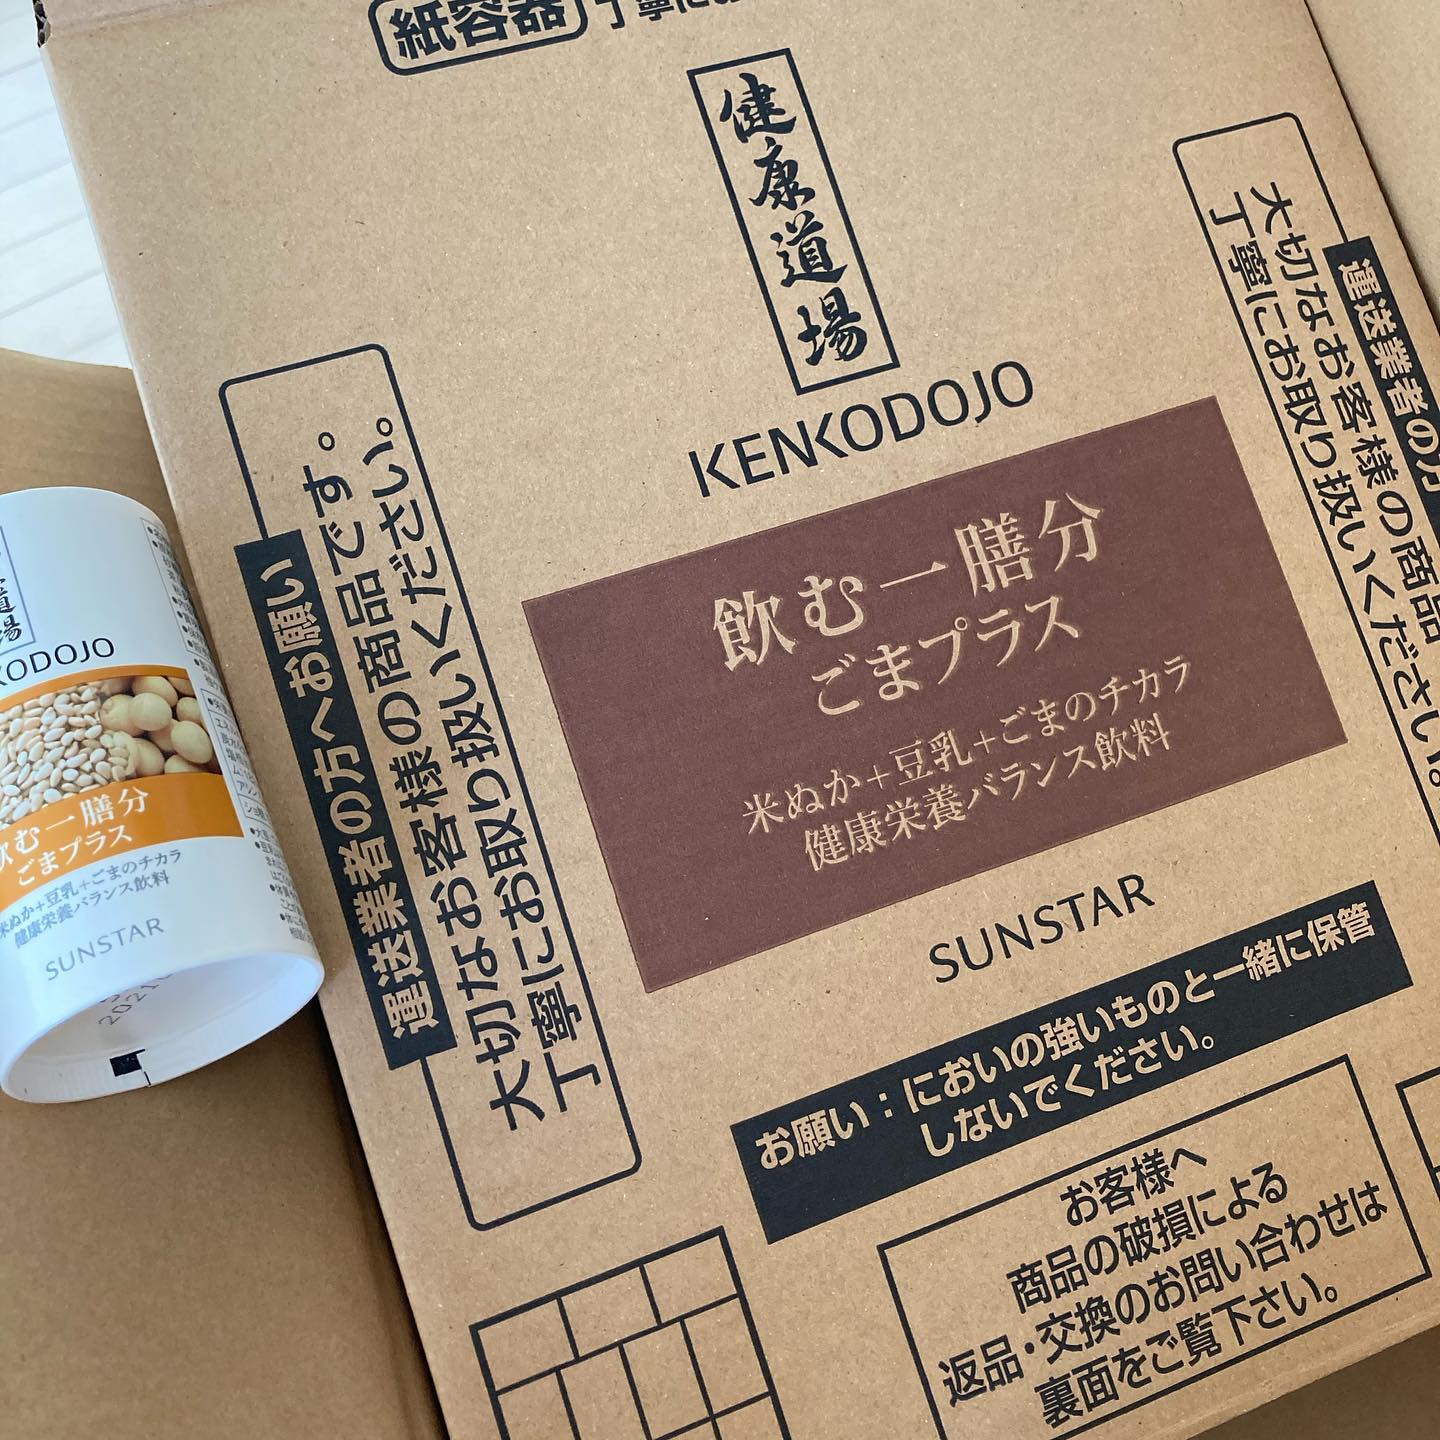 紙容器
健康道場
KENKODOJO
飲む一膳分
ごまプラス
米ぬか+豆乳+ごまのチカラ
健康栄養バランス飲料
SUNSTAR
お願い：においの強いものと一緒に保管
しないでください。
お客様へ
商品の破損による
返品・交換のお問い合わせは
裏面をご覧下さい。
運送業者の方へお願い
大切なお客様の商品です。
丁寧にお取り扱いください。
運送業者の方
大切なお客様の商品
丁寧にお取り扱いください。
道場
KODOJO
飲む一膳分
ごまプラス
米ぬか+豆乳+ごまのチカラ
健康栄養バランス飲料
SUNSTAR